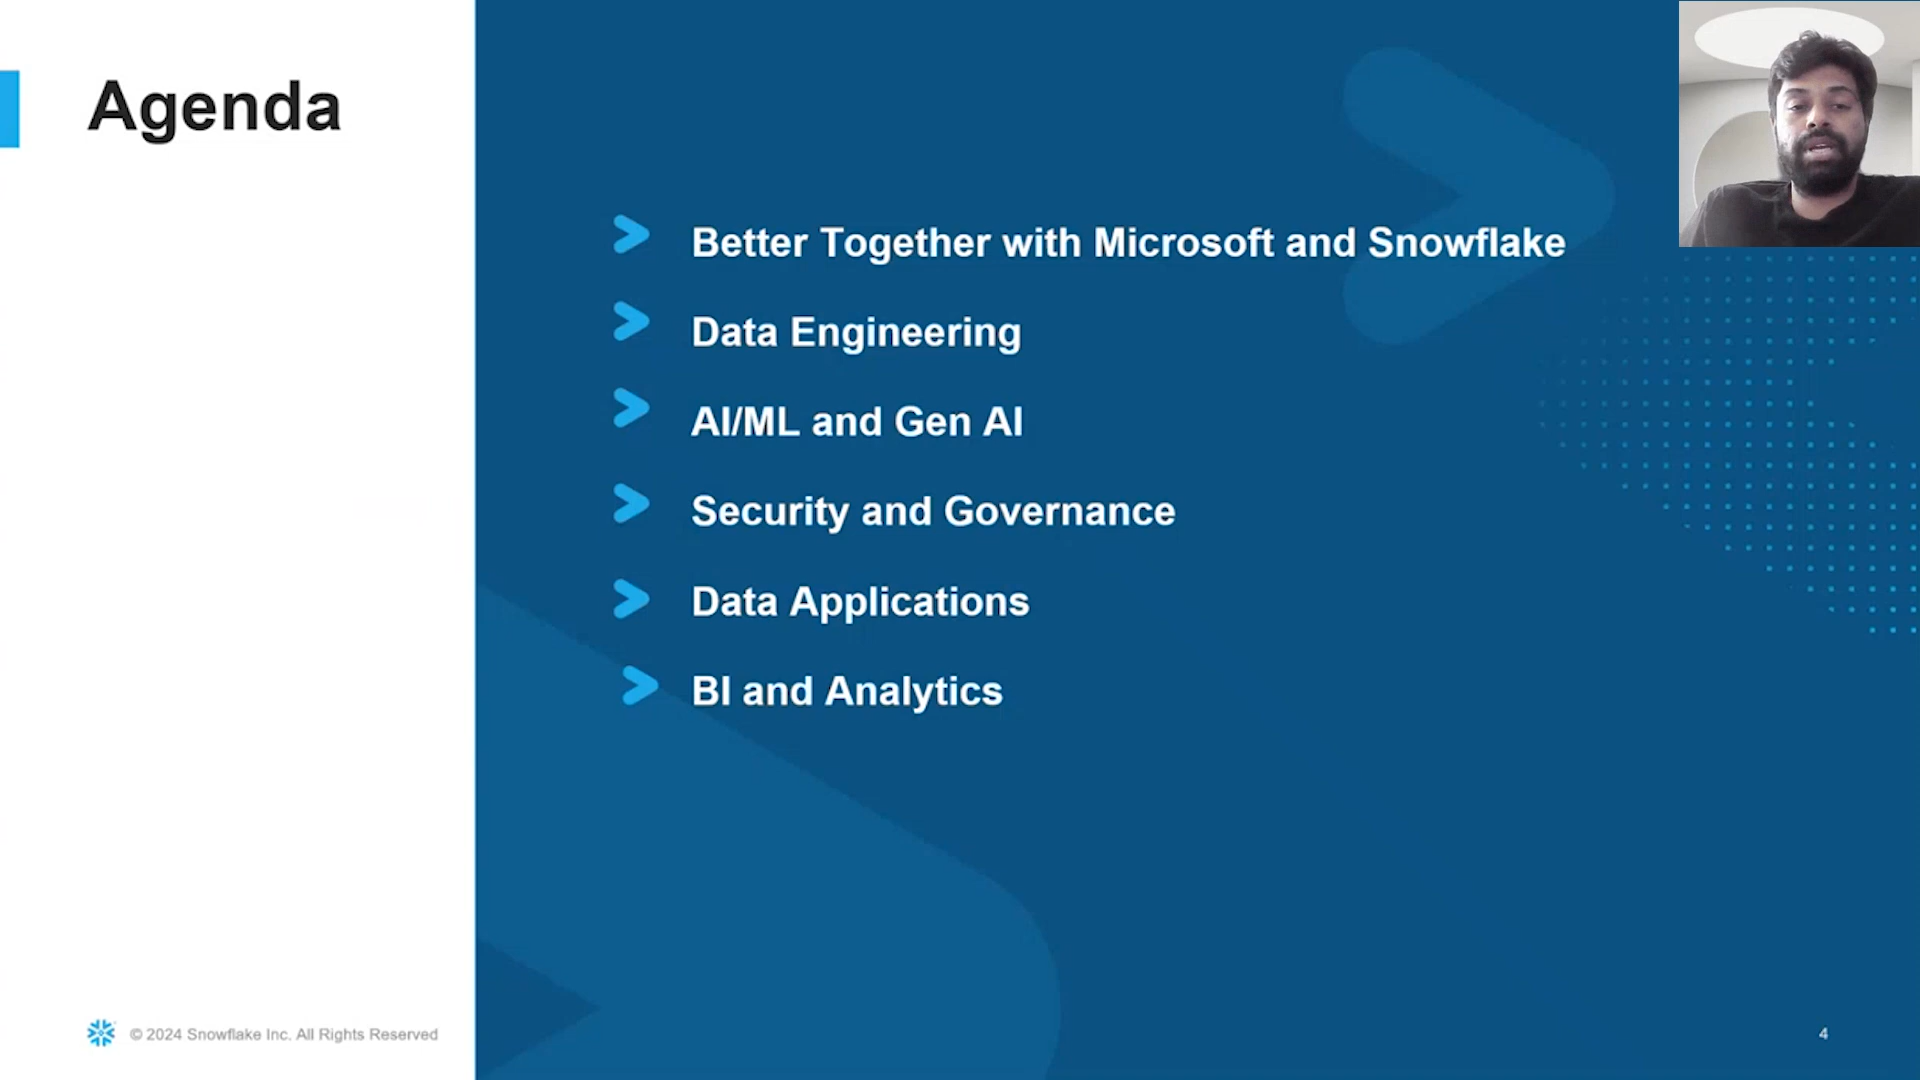 Agenda
Better Together with Microsoft and Snowflake
Data Engineering
AI/ML and Gen AI
Security and Governance
Data Applications
BI and Analytics
© 2024 Snowflake Inc. All Rights Reserved
4